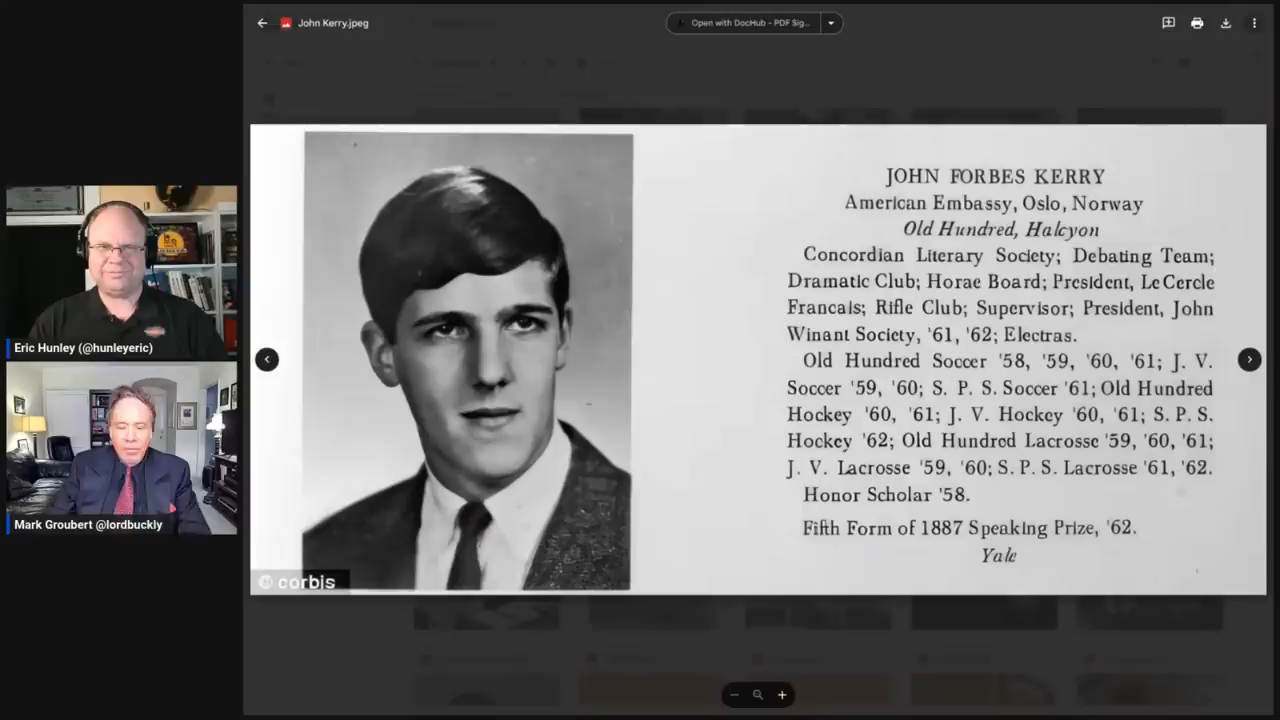 John Kerry.jpeg
Open with DocHub - PDF Sig...
JOHN FORBES KERRY
American Embassy, Oslo, Norway
Old Hundred, Halcyon
Concordian Literary Society; Debating Team;
Dramatic Club; Horae Board; President, Le Cercle
Francais; Rifle Club; Supervisor; President, John
Winant Society, '61, '62; Electras.
Old Hundred Soccer '58, '59, '60, '61; J. V.
Soccer '59, '60; S. P. S. Soccer '61; Old Hundred
Hockey '60, '61; J. V. Hockey '60, '61; S. P. S.
Hockey '62; Old Hundred Lacrosse '59, '60, '61;
J. V. Lacrosse '59, '60; S. P. S. Lacrosse '61, '62.
Honor Scholar '58.
Fifth Form of 1887 Speaking Prize, '62.
Yale
© corbis
Eric Hunley (@hunleyeric)
Mark Groubert @lordbuckly